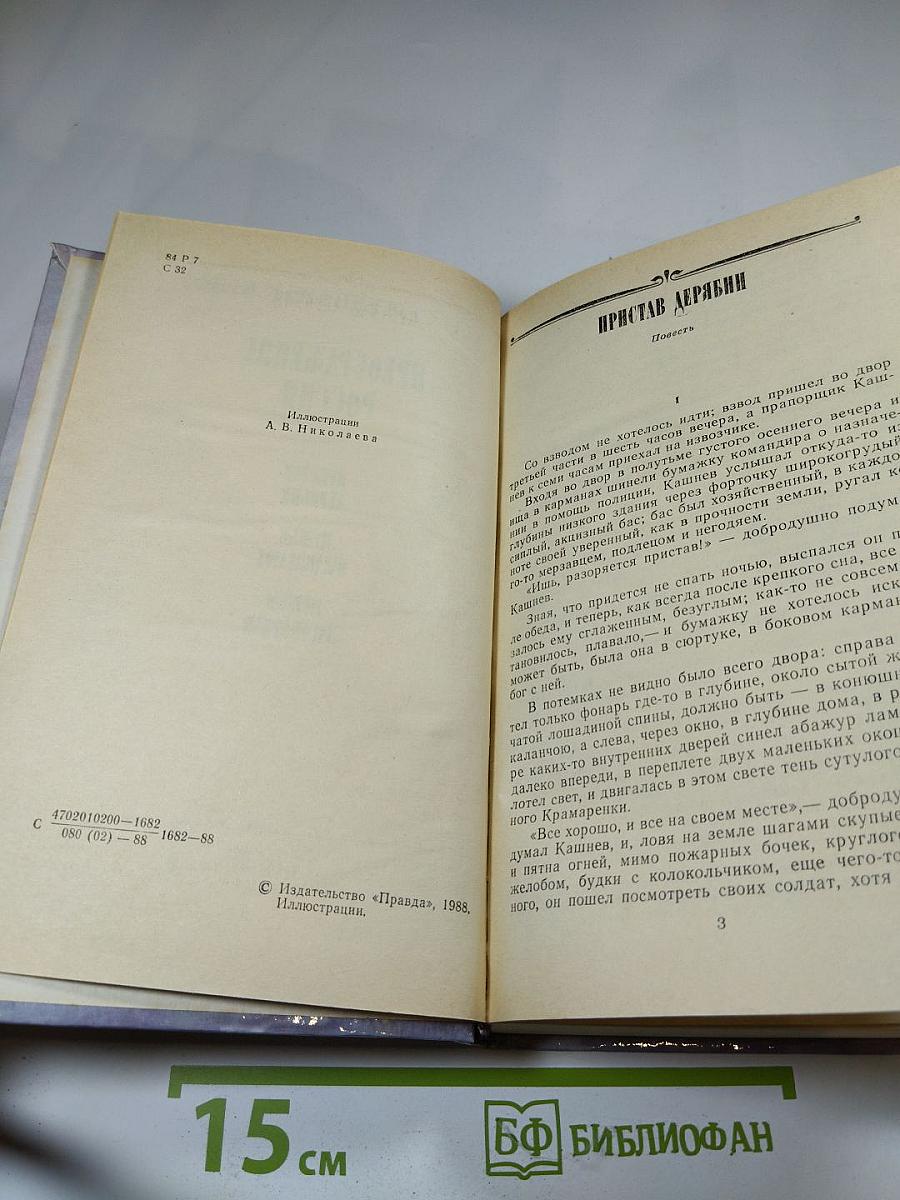 84 Р 7
С 32
Иллюстрации
А. В. Николаева
С 4702010200—1682
080 (02) — 88
1682—88
© Издательство «Правда», 1988.
Иллюстрации.
ПРИСТАВ ДЕРЯБИН
Повесть
I
Со взводом не хотелось идти; взвод пришел во двор
третьей части в шесть часов вечера, а прапорщик Каш-
нев к семи часам приехал на извозчике.
Входя во двор в полутьме густого осеннего вечера и
ища в карманах шинели бумажку командира о назначе-
нии в помощь полиции, Кашнев услышал откуда-то из
глубины низкого здания через форточку широкогрудый
сиплый, акцизный бас; бас был хозяйственный, в каждо
ноте своей уверенный, как в прочности земли, ругал ко
го-то мерзавцем, подлецом и негодяем.
«Ишь, разоряется пристав!» — добродушно подум
Кашнев.
Зная, что придется не спать ночью, выспался он п
ле обеда, и теперь, как всегда после крепкого сна, все
залось ему сглаженным, безуглым; как-то не совсем
тановилось, плавало,— и бумажку не хотелось иск
может быть, была она в сюртуке, в боковом карман
бог с ней.
В потемках не видно было всего двора: справа
тел только фонарь где-то в глубине, около сытой ж
чатой лошадиной спины, должно быть — в конюшн
каланчою, а слева, через окно, в глубине дома, в р
ре каких-то внутренних дверей синел абажур лам
далеко впереди, в переплете двух маленьких окош
лотел свет, и двигалась в этом свете тень сутулого
ного Крамаренки.
«Все хорошо, и все на своем месте»,— добродуш
думал Кашнев, и, ловя на земле шагами скупые
и пятна огней, мимо пожарных бочек, круглого
желобом, будки с колокольчиком, еще чего-то
ного, он пошел посмотреть своих солдат, хотя
3
15 см
БФ БИБЛИОФАН